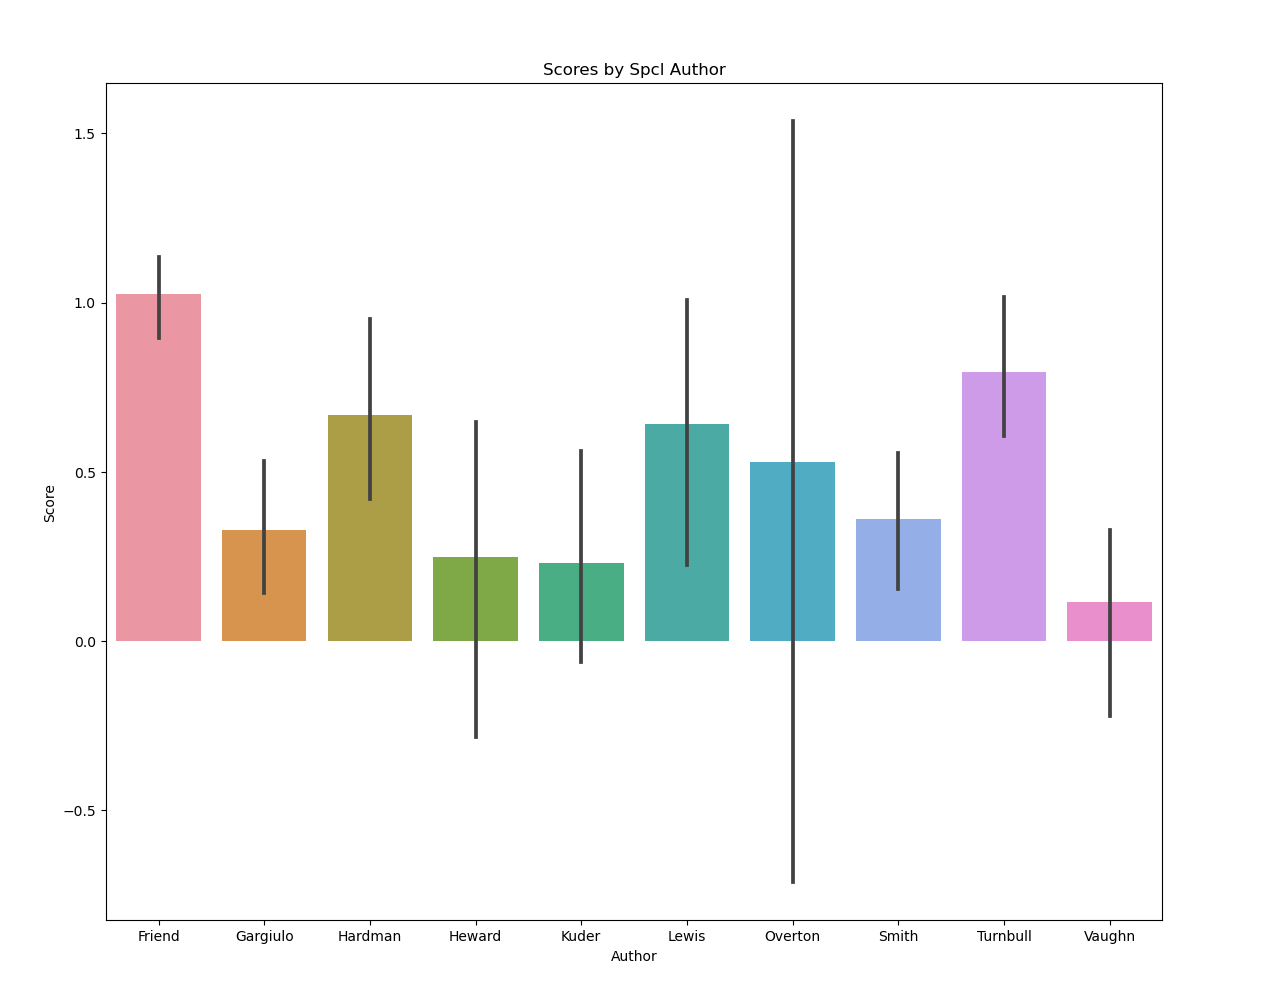 Scores by Spcl Author
Score
1.5
1.0
0.5
0.0
−0.5
Friend Gargiulo Hardman Heward Kuder Lewis Overton Smith Turnbull Vaughn
Author